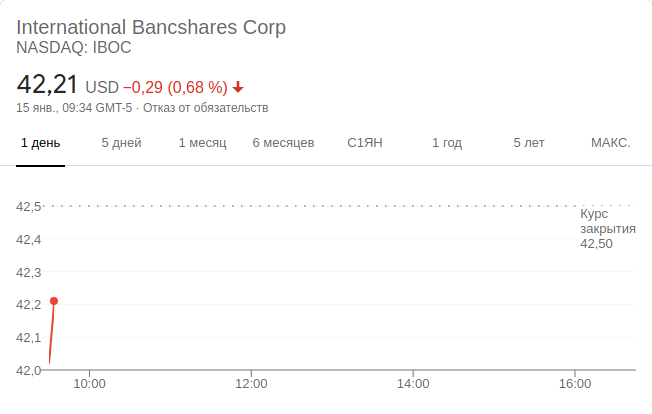 International Bancshares Corp
NASDAQ: IBOC
42,21 USD −0,29 (0,68 %)
15 янв., 09:34 GMT-5 · Отказ от обязательств
1 день 5 дней 1 месяц 6 месяцев С1ЯН 1 год 5 лет МАКС.
42,5
Курс
закрытия
42,50
42,4
42,3
42,2
42,1
42,0
10:00 12:00 14:00 16:00